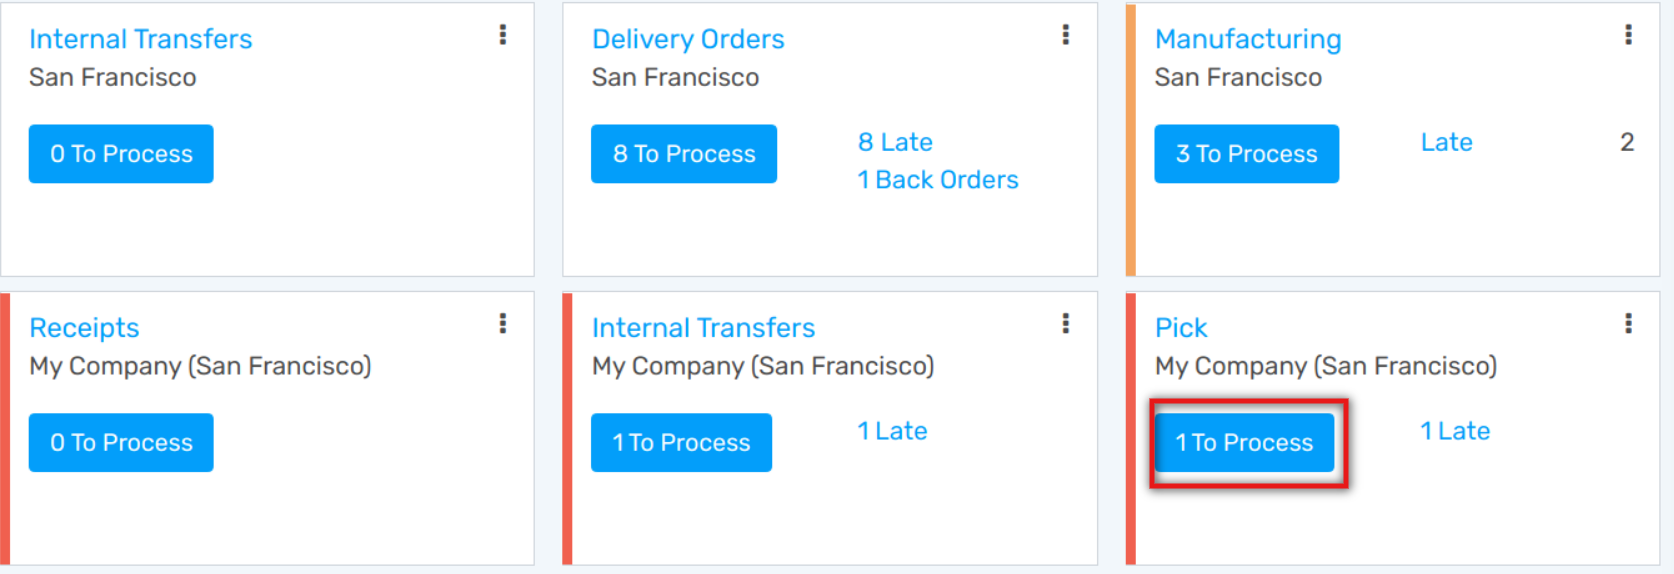 Internal Transfers
San Francisco
0 To Process
Delivery Orders
San Francisco
8 To Process
8 Late
1 Back Orders
Manufacturing
San Francisco
3 To Process
Late 2
Receipts
My Company (San Francisco)
0 To Process
Internal Transfers
My Company (San Francisco)
1 To Process
1 Late
Pick
My Company (San Francisco)
1 To Process
1 Late